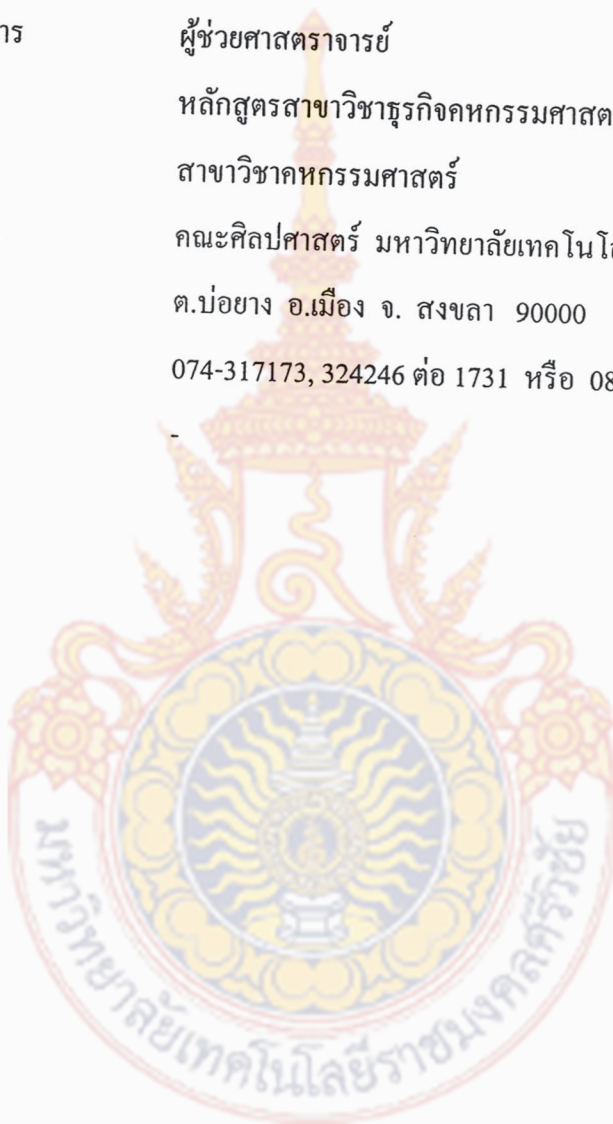 าร ผู้ช่วยศาสตราจารย์
หลักสูตรสาขาวิชาธุรกิจคหกรรมศาสต
สาขาวิชาคหกรรมศาสตร์
คณะศิลปศาสตร์ มหาวิทยาลัยเทคโนโล
ต.บ่อยาง อ.เมือง จ. สงขลา 90000
074-317173, 324246 ต่อ 1731 หรือ 08
-
มหาวิทยาลัยเทคโนโลยีราชมงคลศรีวิชัย